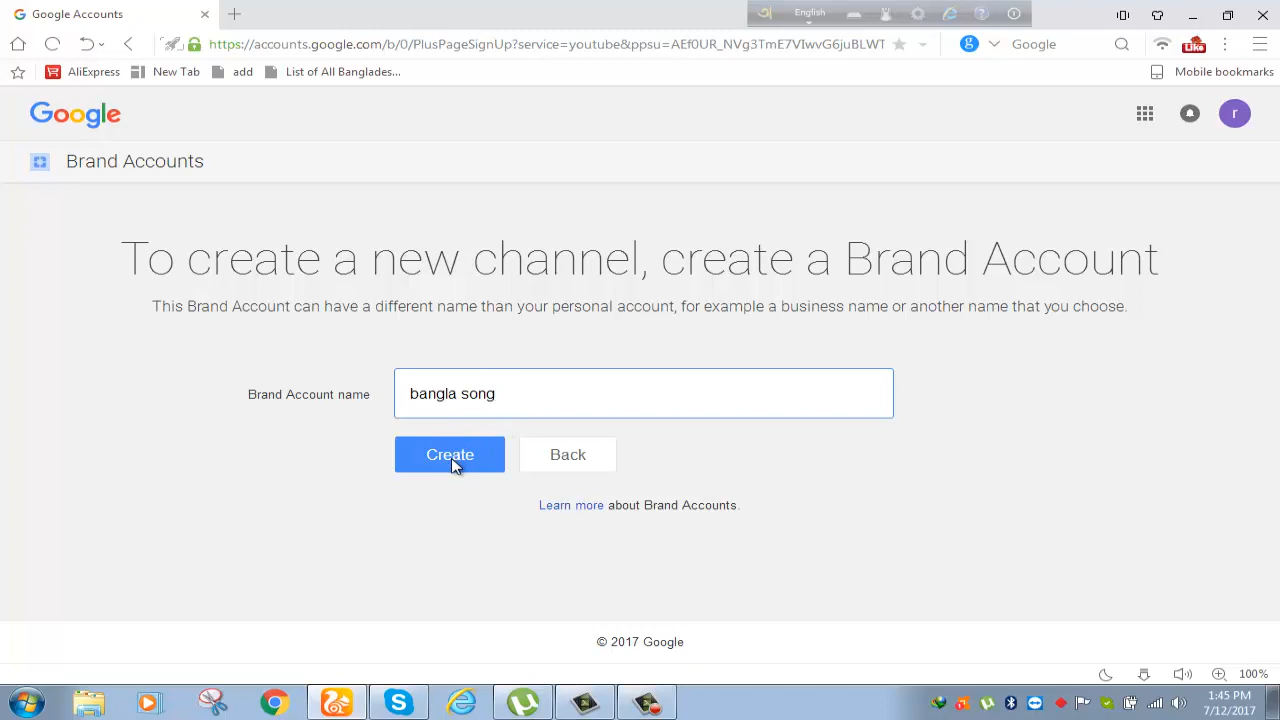 Google Accounts
English
https://accounts.google.com/b/0/PlusPageSignUp?service=youtube&ppsu=AEf0UR_NVg3TmE7VIwvG6juBLWT
Google
Like
AliExpress
New Tab
add
List of All Banglades...
Mobile bookmarks
Google
r
Brand Accounts
To create a new channel, create a Brand Account
This Brand Account can have a different name than your personal account, for example a business name or another name that you choose.
Brand Account name
bangla song
Create
Back
Learn more about Brand Accounts.
© 2017 Google
100%
1:45 PM
7/12/2017